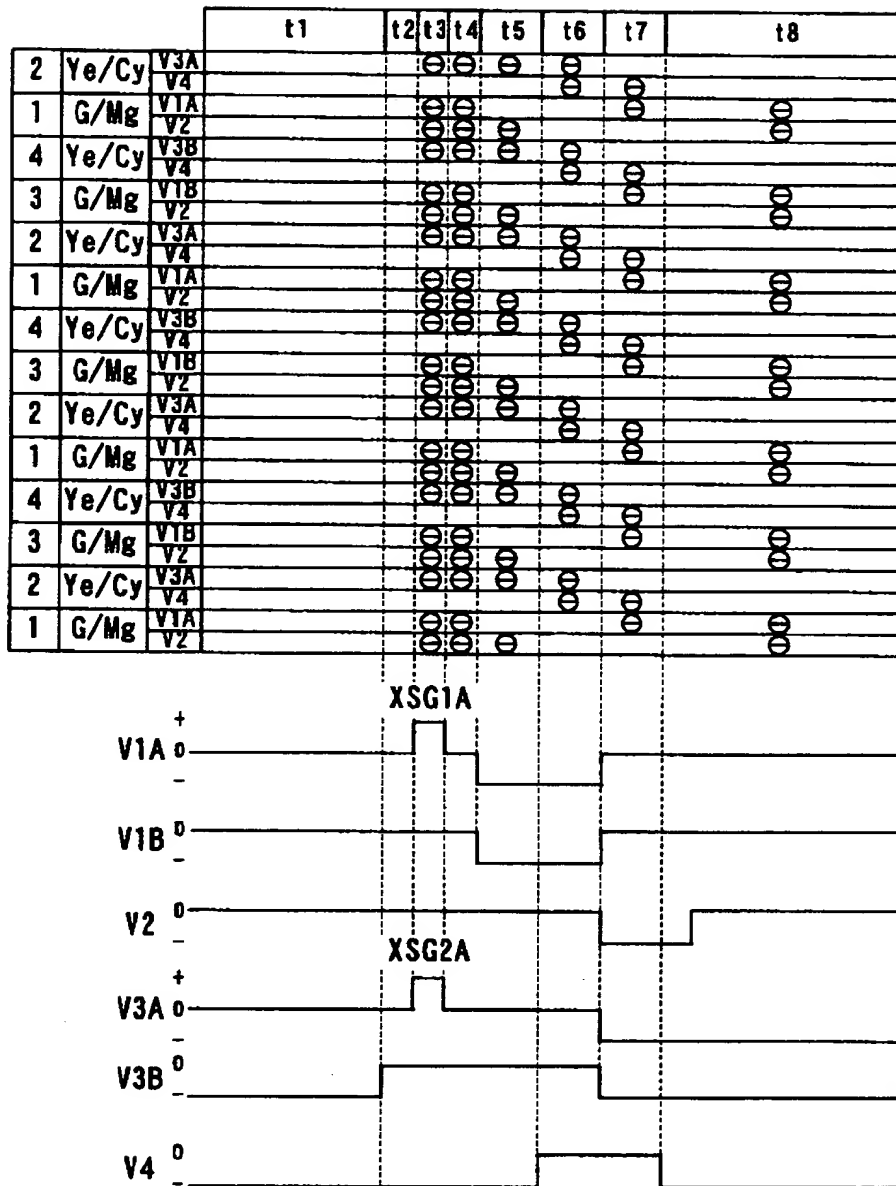 t1 t2 t3 t4 t5 t6 t7 t8
2 Ye/Cy V3A
V4
1 G/Mg V1A
V2
4 Ye/Cy V3B
V4
3 G/Mg V1B
V2
2 Ye/Cy V3A
V4
1 G/Mg V1A
V2
4 Ye/Cy V3B
V4
3 G/Mg V1B
V2
2 Ye/Cy V3A
V4
1 G/Mg V1A
V2
4 Ye/Cy V3B
V4
3 G/Mg V1B
V2
2 Ye/Cy V3A
V4
1 G/Mg V1A
V2
XSG1A
+
V1A 0
-
V1B 0
-
V2 0
-
XSG2A
+
V3A 0
-
V3B 0
-
V4 0
-